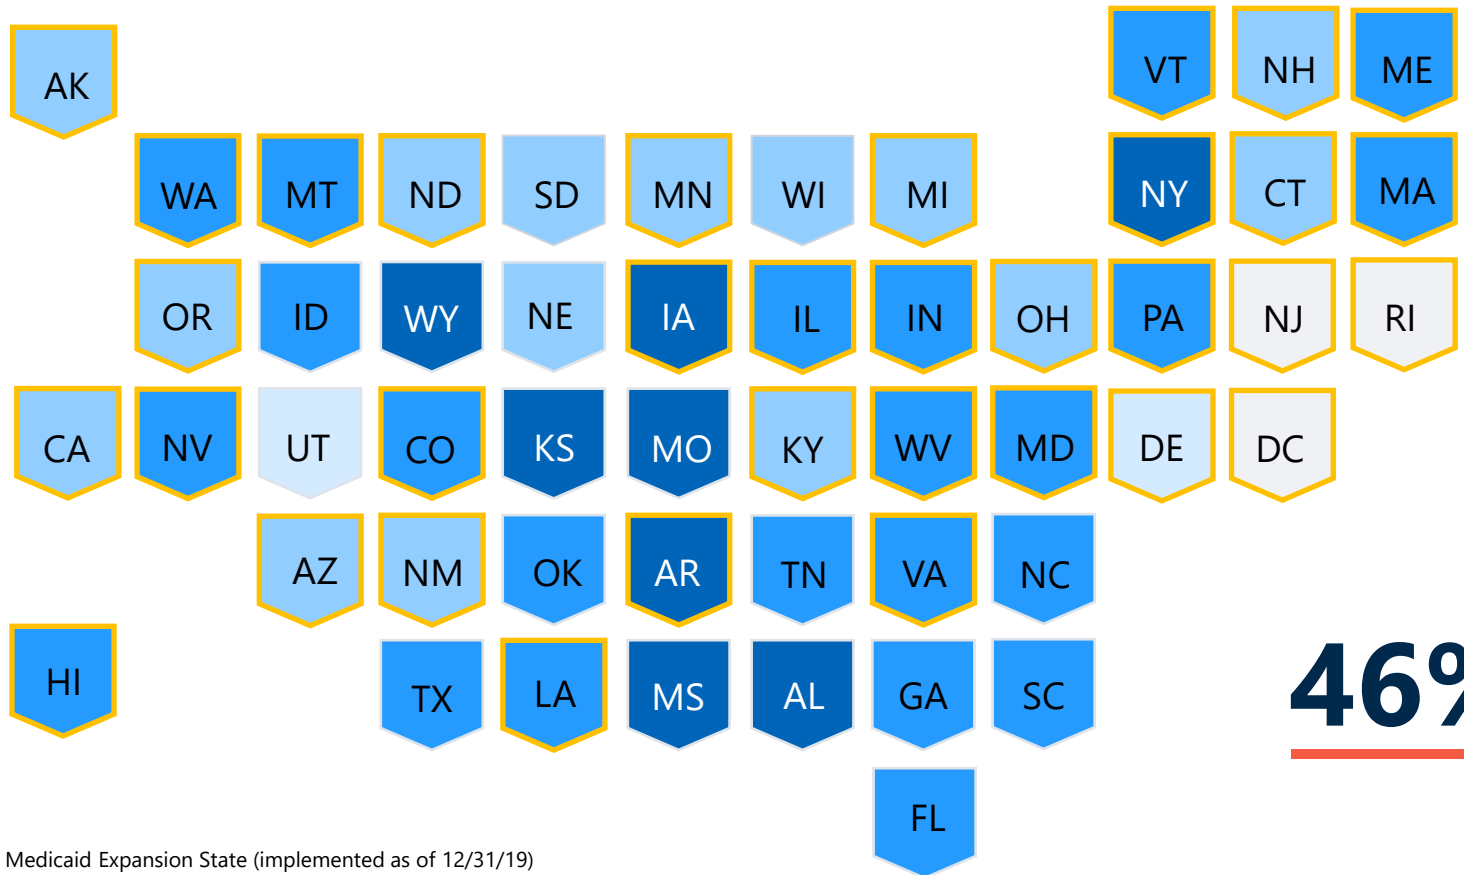 AK VT NH ME
WA MT ND SD MN WI MI NY CT MA
OR ID WY NE IA IL IN OH PA NJ RI
CA NV UT CO KS MO KY WV MD DE DC
AZ NM OK AR TN VA NC
HI TX LA MS AL GA SC
46%
FL
Medicaid Expansion State (implemented as of 12/31/19)